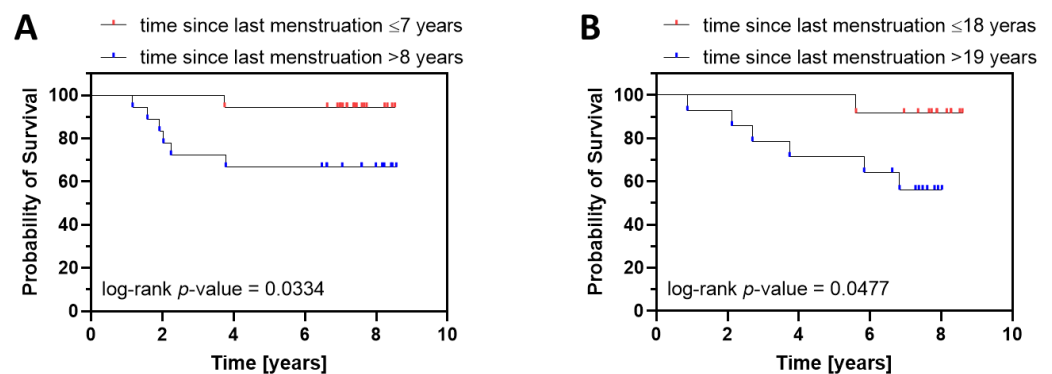 A
time since last menstruation ≤7 years
time since last menstruation >8 years
Probability of Survival
100
80
60
40
20
0
log-rank p-value = 0.0334
0 2 4 6 8 10
Time [years]
B
time since last menstruation ≤18 yeras
time since last menstruation >19 years
Probability of Survival
100
80
60
40
20
0
log-rank p-value = 0.0477
0 2 4 6 8 10
Time [years]